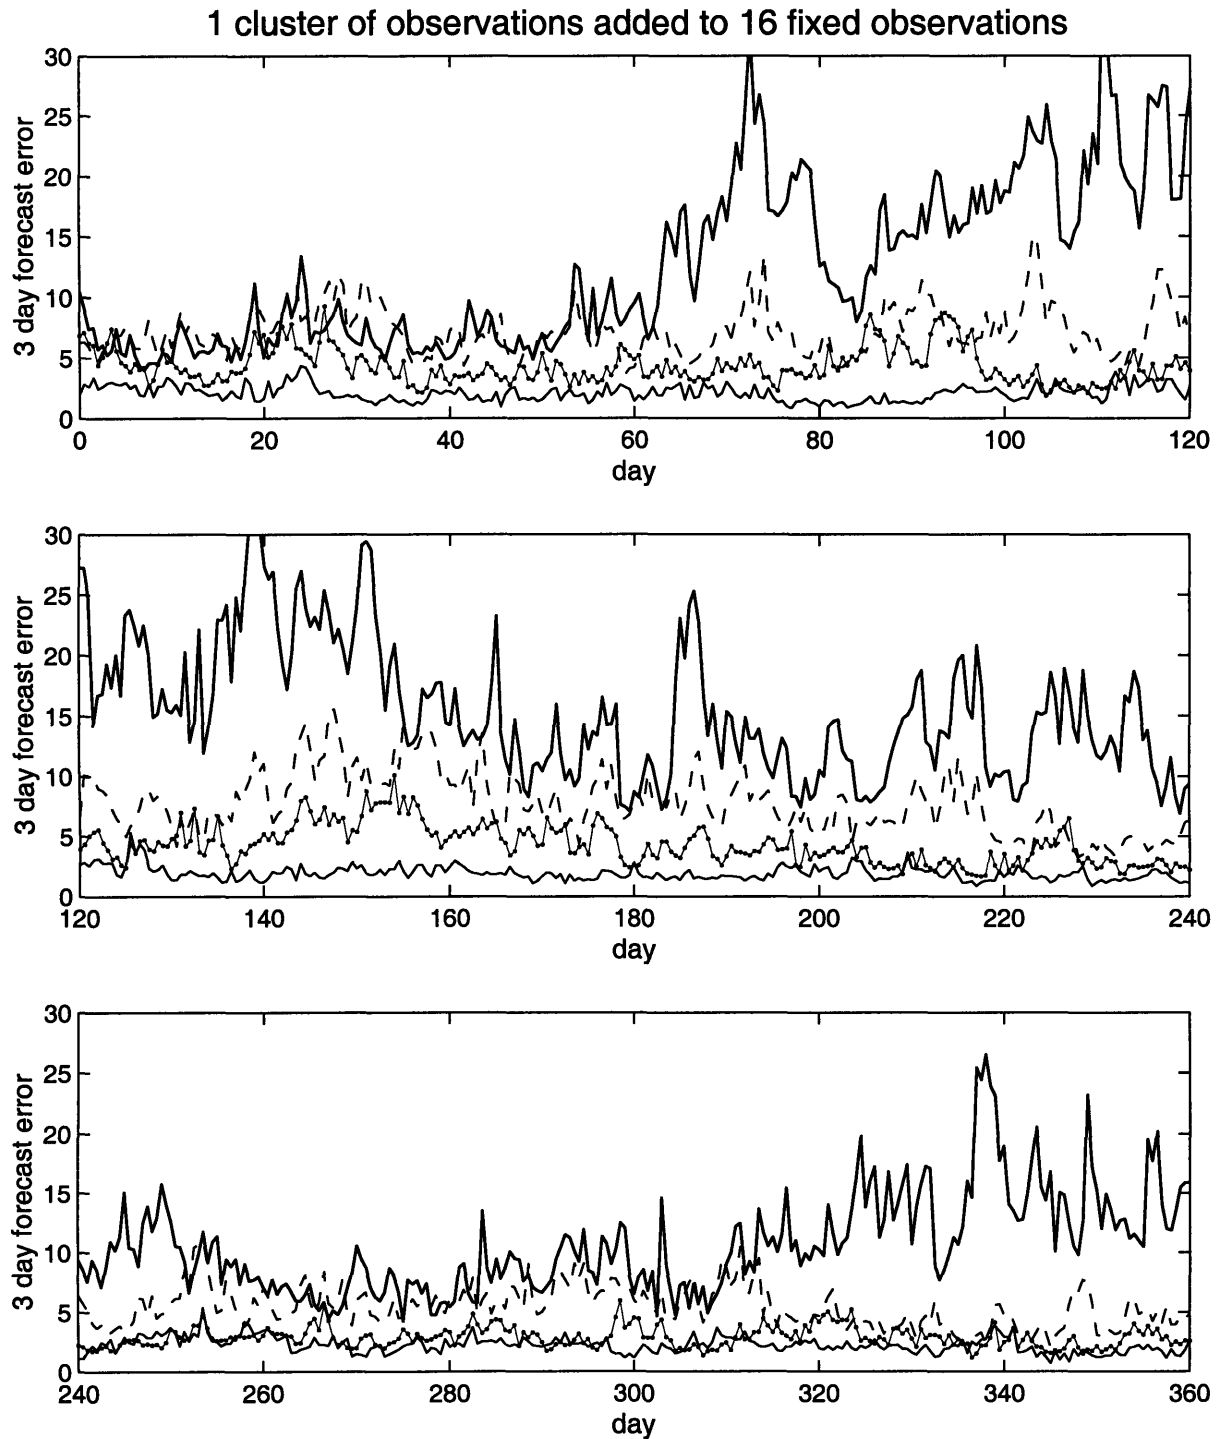 1 cluster of observations added to 16 fixed observations
3 day forecast error
30
25
20
15
10
5
0
0 20 40 60 80 100 120
day
3 day forecast error
30
25
20
15
10
5
0
120 140 160 180 200 220 240
day
3 day forecast error
30
25
20
15
10
5
0
240 260 280 300 320 340 360
day